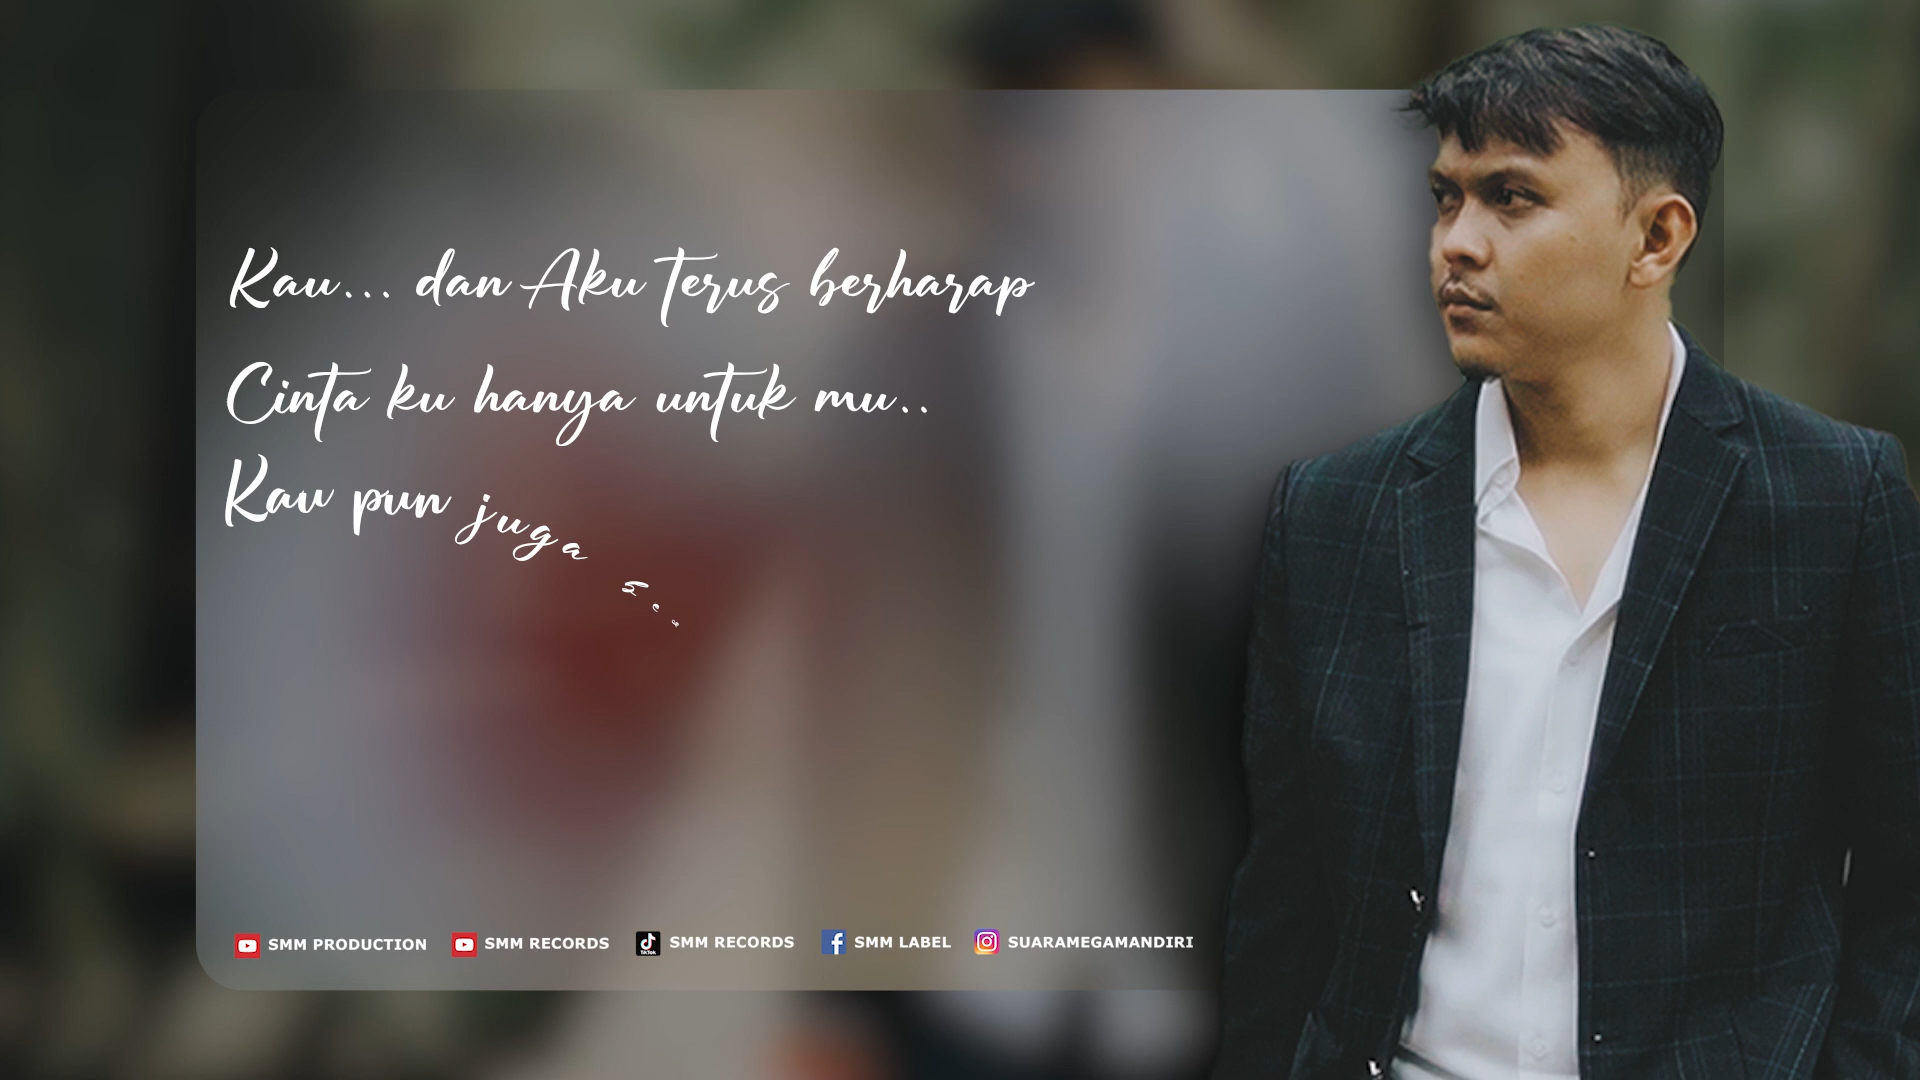 Kau... dan Aku terus berharap
Cinta ku hanya untuk mu..
Kau pun juga
SMM PRODUCTION SMM RECORDS TikTok SMM RECORDS SMM LABEL SUARAMEGAMANDIRI